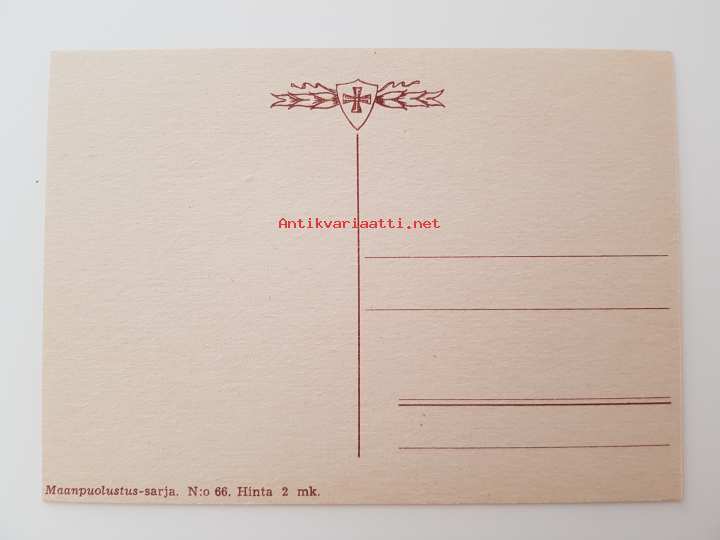 Antikvariaatti.net
Maanpuolustus-sarja. N:o 66. Hinta 2 mk.